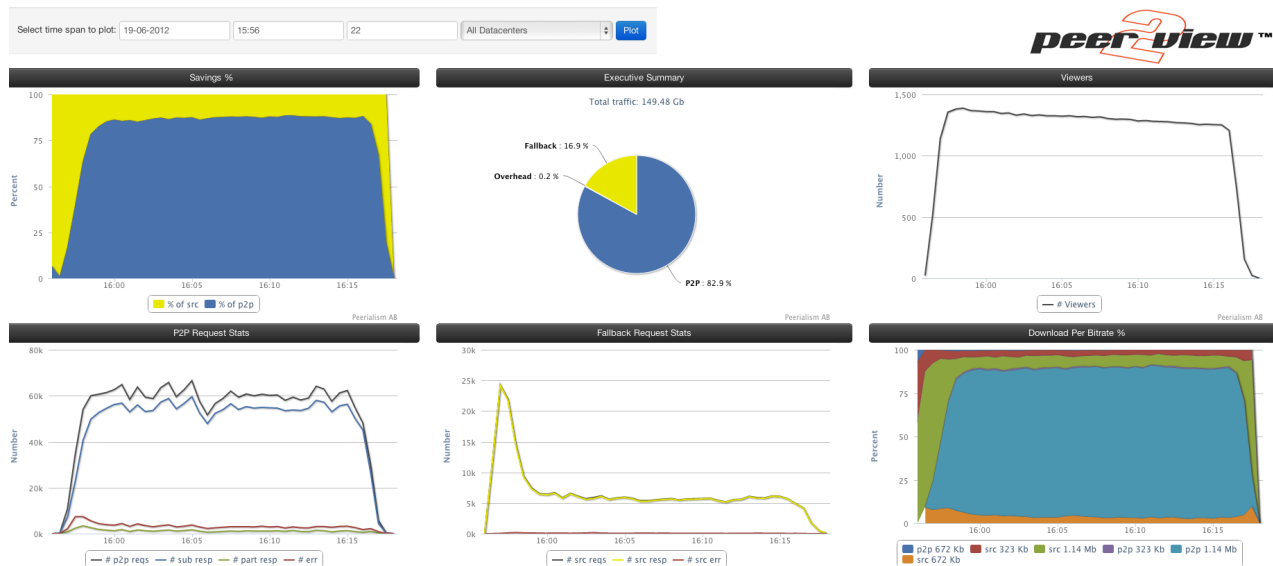 Select time span to plot: 19-06-2012 15:56 22 All Datacenters Plot
peer2view™
Savings %
100
75
50
25
0
Percent
16:00 16:05 16:10 16:15
% of src % of p2p
Peerialism AB
Executive Summary
Total traffic: 149.48 Gb
Fallback : 16.9 %
Overhead : 0.2 %
P2P : 82.9 %
Viewers
1,500
1,000
500
0
Number
16:00 16:05 16:10 16:15
# Viewers
Peerialism AB
P2P Request Stats
80k
60k
40k
20k
0k
Number
16:00 16:05 16:10 16:15
# p2p reqs # sub resp # part resp # err
Fallback Request Stats
30k
25k
20k
15k
10k
5k
0k
Number
16:00 16:05 16:10 16:15
# src reqs # src resp # src err
Download Per Bitrate %
100
75
50
25
0
Percent
16:00 16:05 16:10 16:15
p2p 672 Kb src 323 Kb src 1.14 Mb p2p 323 Kb p2p 1.14 Mb
src 672 Kb